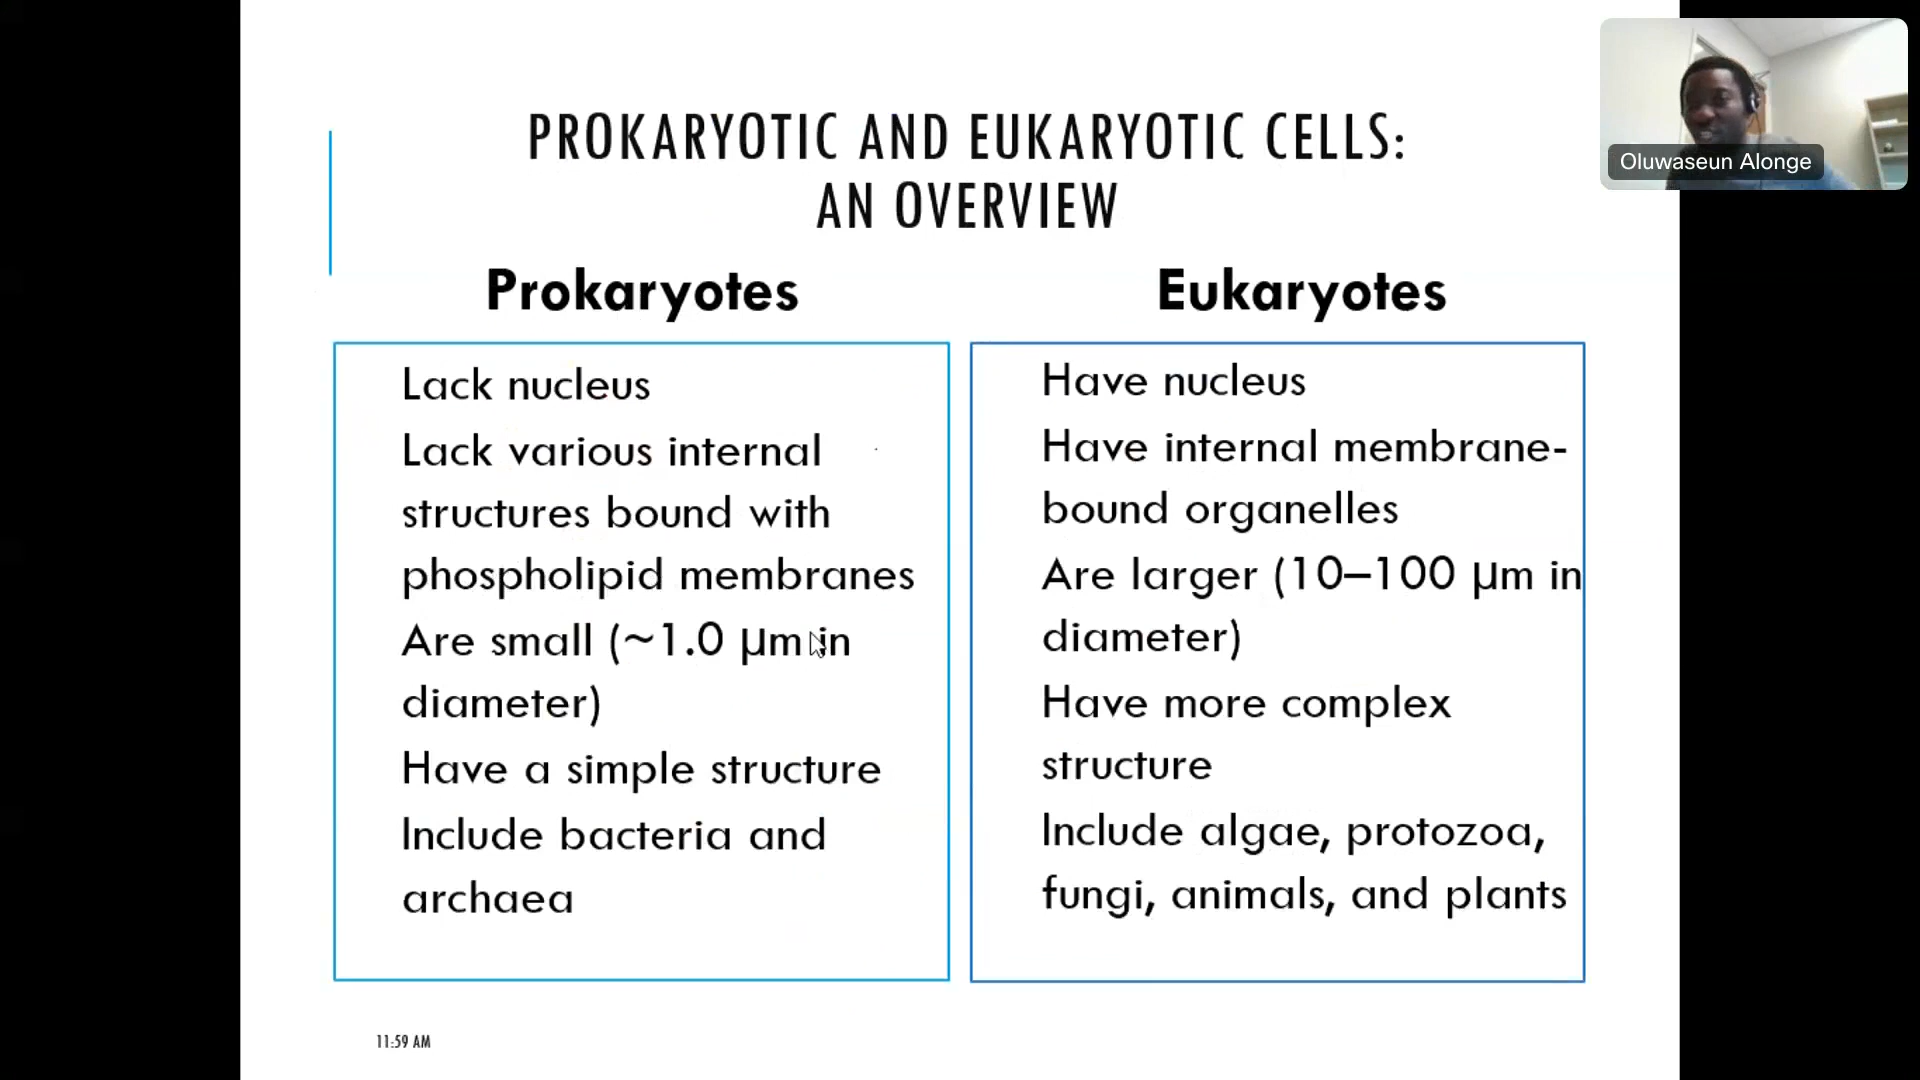 PROKARYOTIC AND EUKARYOTIC CELLS:
AN OVERVIEW
Oluwaseun Alonge
Prokaryotes
Lack nucleus
Lack various internal
structures bound with
phospholipid membranes
Are small (~1.0 μm in
diameter)
Have a simple structure
Include bacteria and
archaea
Eukaryotes
Have nucleus
Have internal membrane-
bound organelles
Are larger (10–100 μm in
diameter)
Have more complex
structure
Include algae, protozoa,
fungi, animals, and plants
11:59 AM